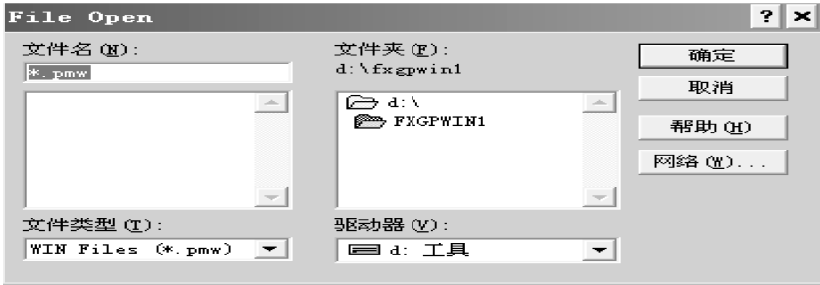 File Open
文件名(N):
*.pmw
文件夹(F):
d:\fxgpwin1
d:\
FXGPWIN1
确定
取消
帮助(H)
网络(W)...
文件类型(T):
WIN Files (*.pmw)
驱动器(V):
d: 工具